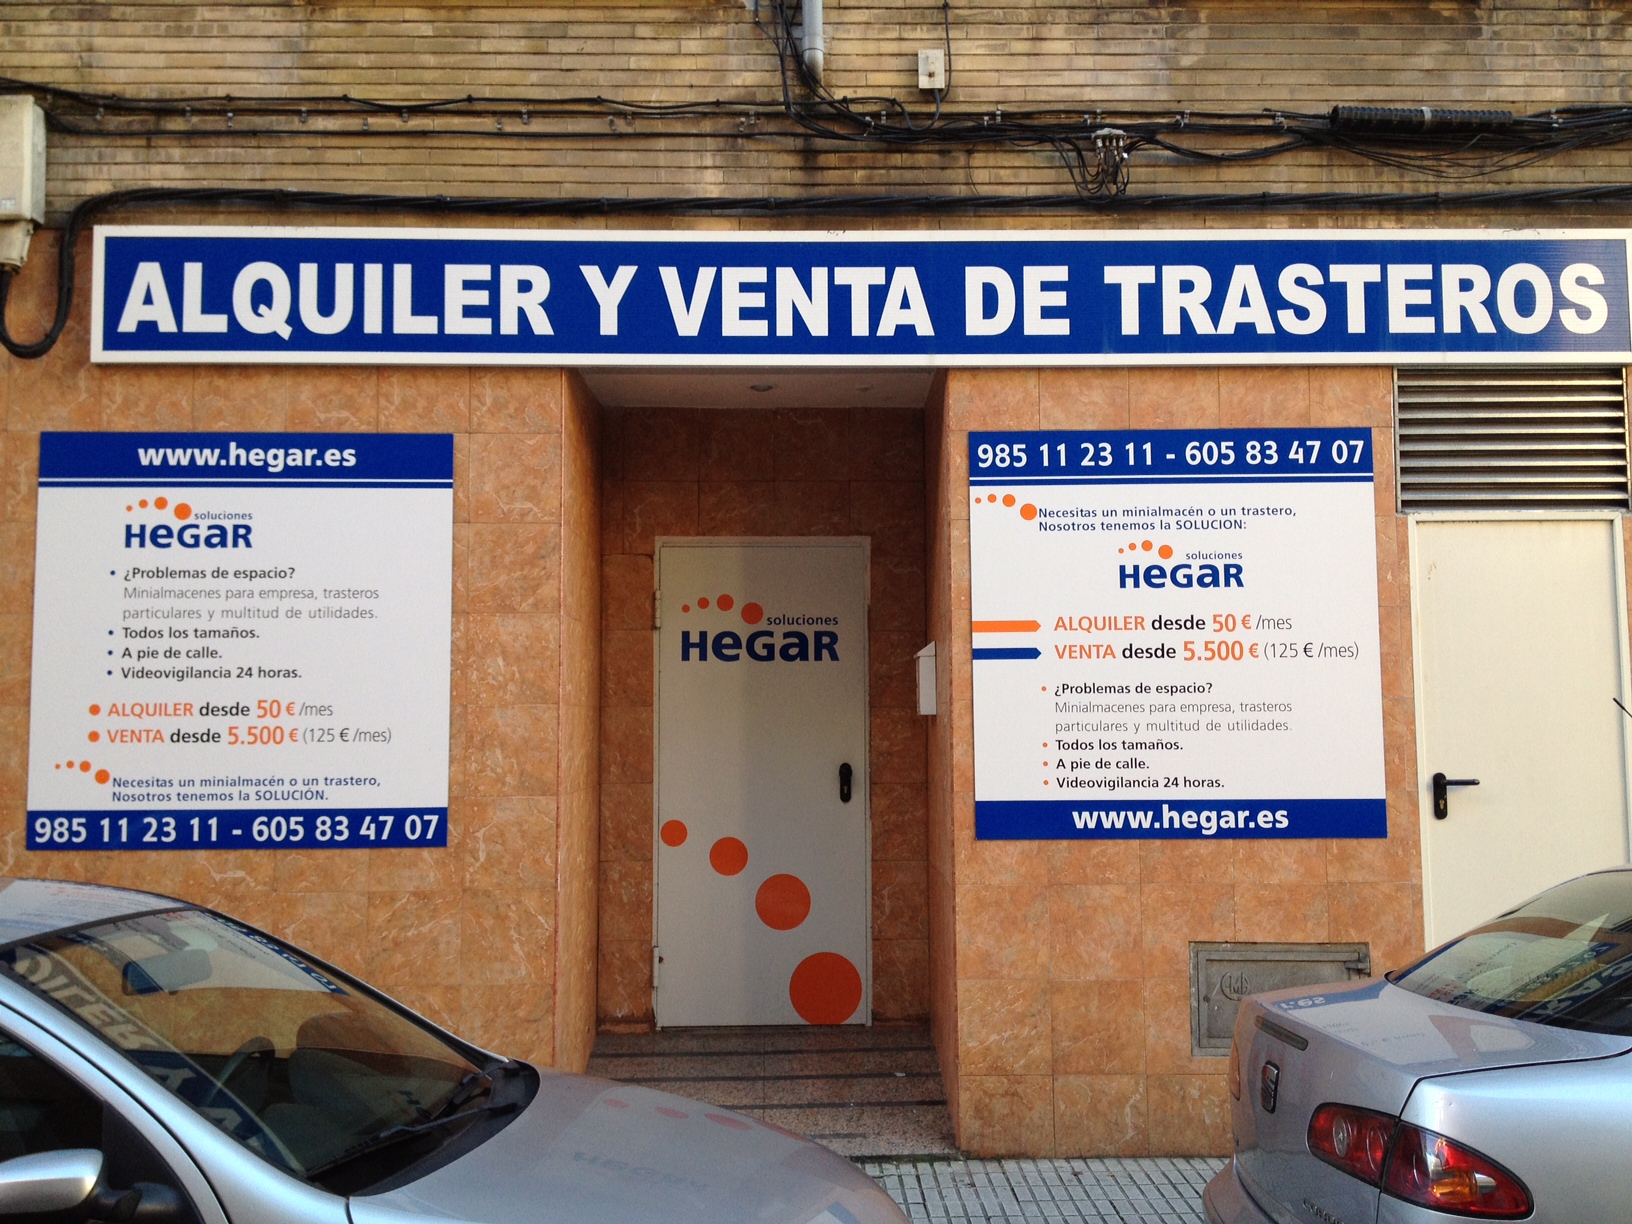 ALQUILER Y VENTA DE TRASTEROS
www.hegar.es
soluciones
HeGaR
• ¿Problemas de espacio?
Minialmacenes para empresa, trasteros
particulares y multitud de utilidades.
• Todos los tamaños.
• A pie de calle.
• Videovigilancia 24 horas.
• ALQUILER desde 50 € /mes
• VENTA desde 5.500 € (125 € /mes)
Necesitas un minialmacén o un trastero,
Nosotros tenemos la SOLUCIÓN.
985 11 23 11 - 605 83 47 07
soluciones
HeGaR
985 11 23 11 - 605 83 47 07
Necesitas un minialmacén o un trastero,
Nosotros tenemos la SOLUCION:
soluciones
HeGaR
ALQUILER desde 50 € /mes
VENTA desde 5.500 € (125 € /mes)
• ¿Problemas de espacio?
Minialmacenes para empresa, trasteros
particulares y multitud de utilidades.
• Todos los tamaños.
• A pie de calle.
• Videovigilancia 24 horas.
www.hegar.es